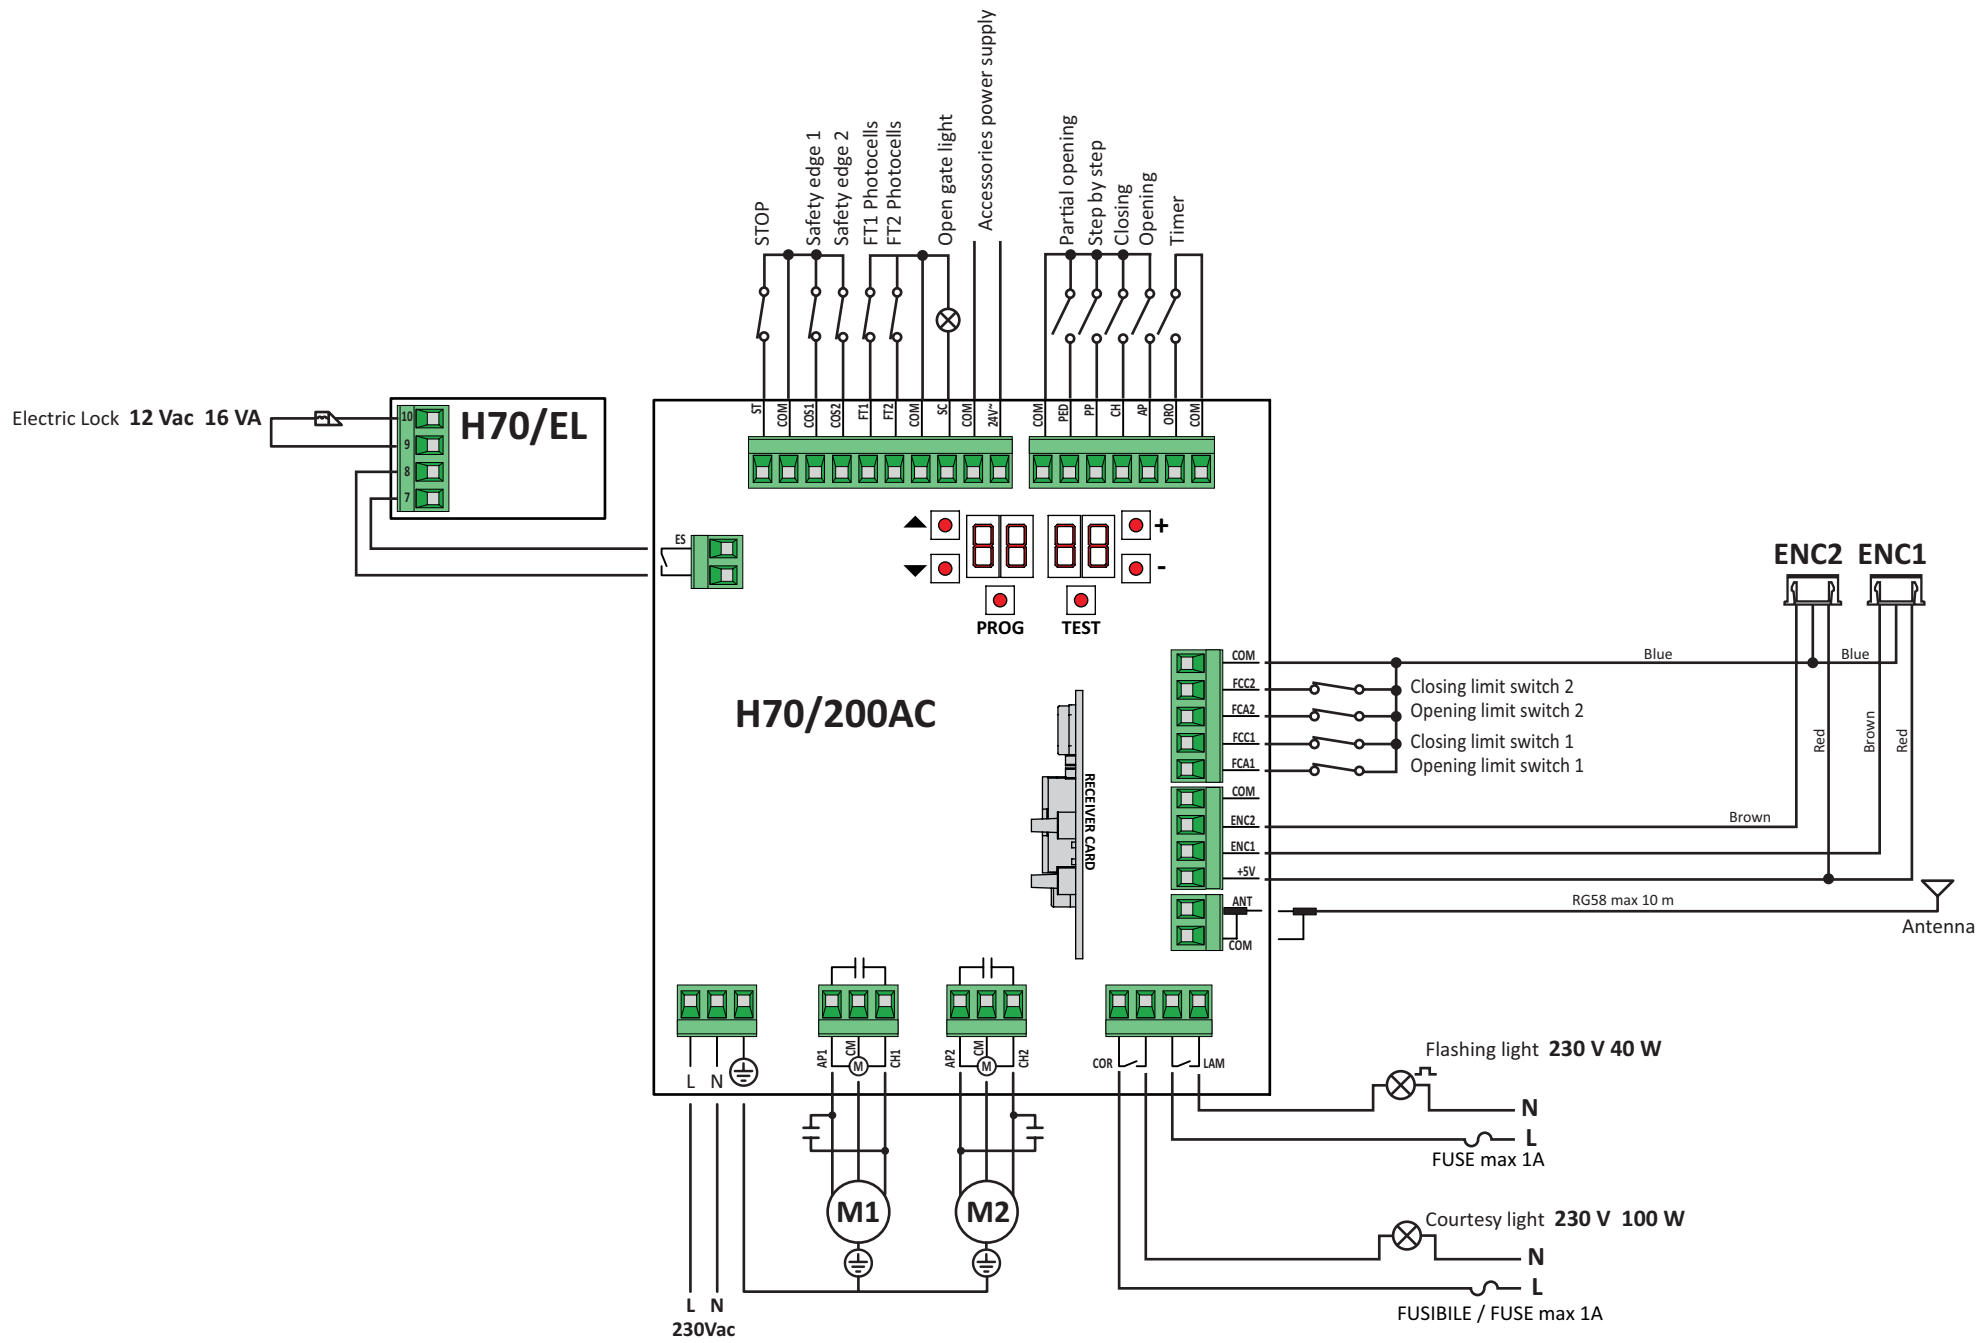 STOP
Safety edge 1
Safety edge 2
FT1 Photocells
FT2 Photocells
Open gate light
Accessories power supply
Partial opening
Step by step
Closing
Opening
Timer
Electric Lock 12 Vac 16 VA
10
9
8
7
H70/EL
ST
COM
COS1
COS2
FT1
FT2
COM
SC
COM
24V~
COM
PED
PP
CH
AP
ORO
COM
ES
+
-
PROG
TEST
ENC2
ENC1
H70/200AC
RECEIVER CARD
COM
FCC2
FCA2
FCC1
FCA1
COM
ENC2
ENC1
+5V
ANT
COM
Blue
Blue
Closing limit switch 2
Opening limit switch 2
Closing limit switch 1
Opening limit switch 1
Red
Brown
Red
Brown
RG58 max 10 m
Antenna
L
N
AP1
CM
CH1
M
AP2
CM
CH2
M
COR
LAM
Flashing light 230 V 40 W
N
L
FUSE max 1A
M1
M2
Courtesy light 230 V 100 W
N
L
FUSIBILE / FUSE max 1A
L N
230Vac